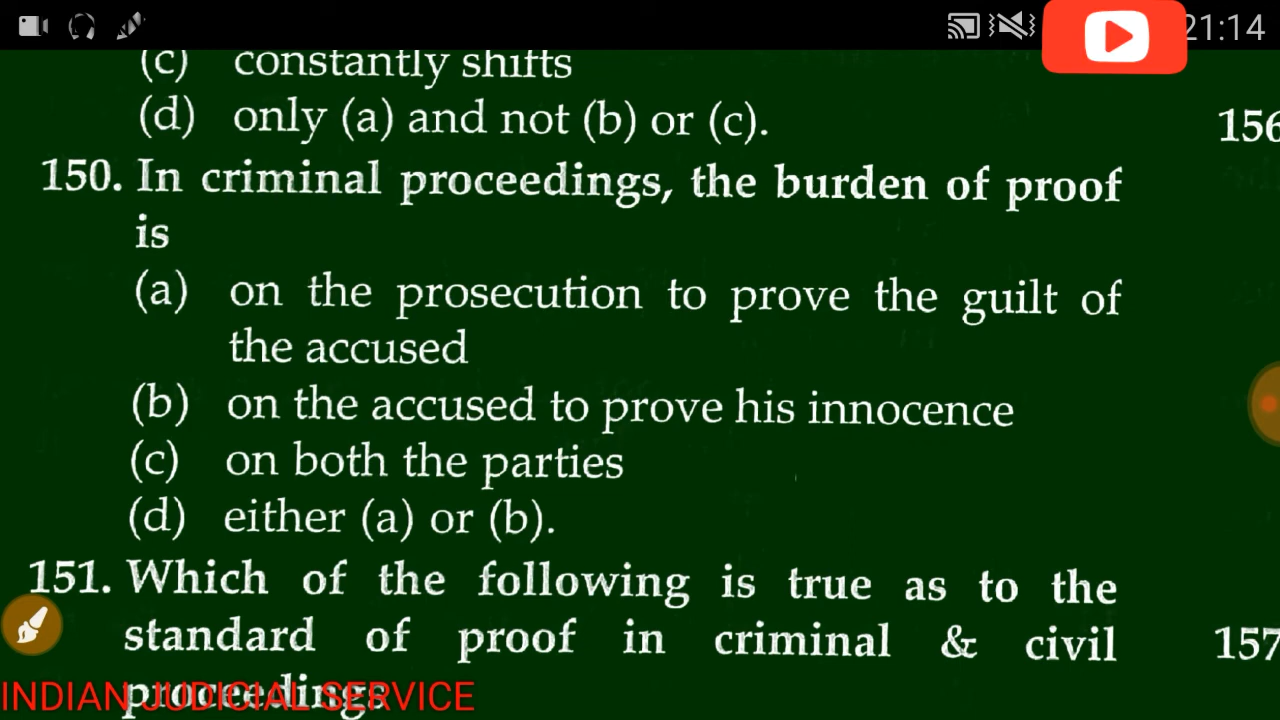 21:14
(c) constantly shifts
(d) only (a) and not (b) or (c).
156
150. In criminal proceedings, the burden of proof
is
(a) on the prosecution to prove the guilt of
the accused
(b) on the accused to prove his innocence
(c) on both the parties
(d) either (a) or (b).
151. Which of the following is true as to the
standard of proof in criminal & civil
157
proceedings
INDIAN JUDICIAL SERVICE